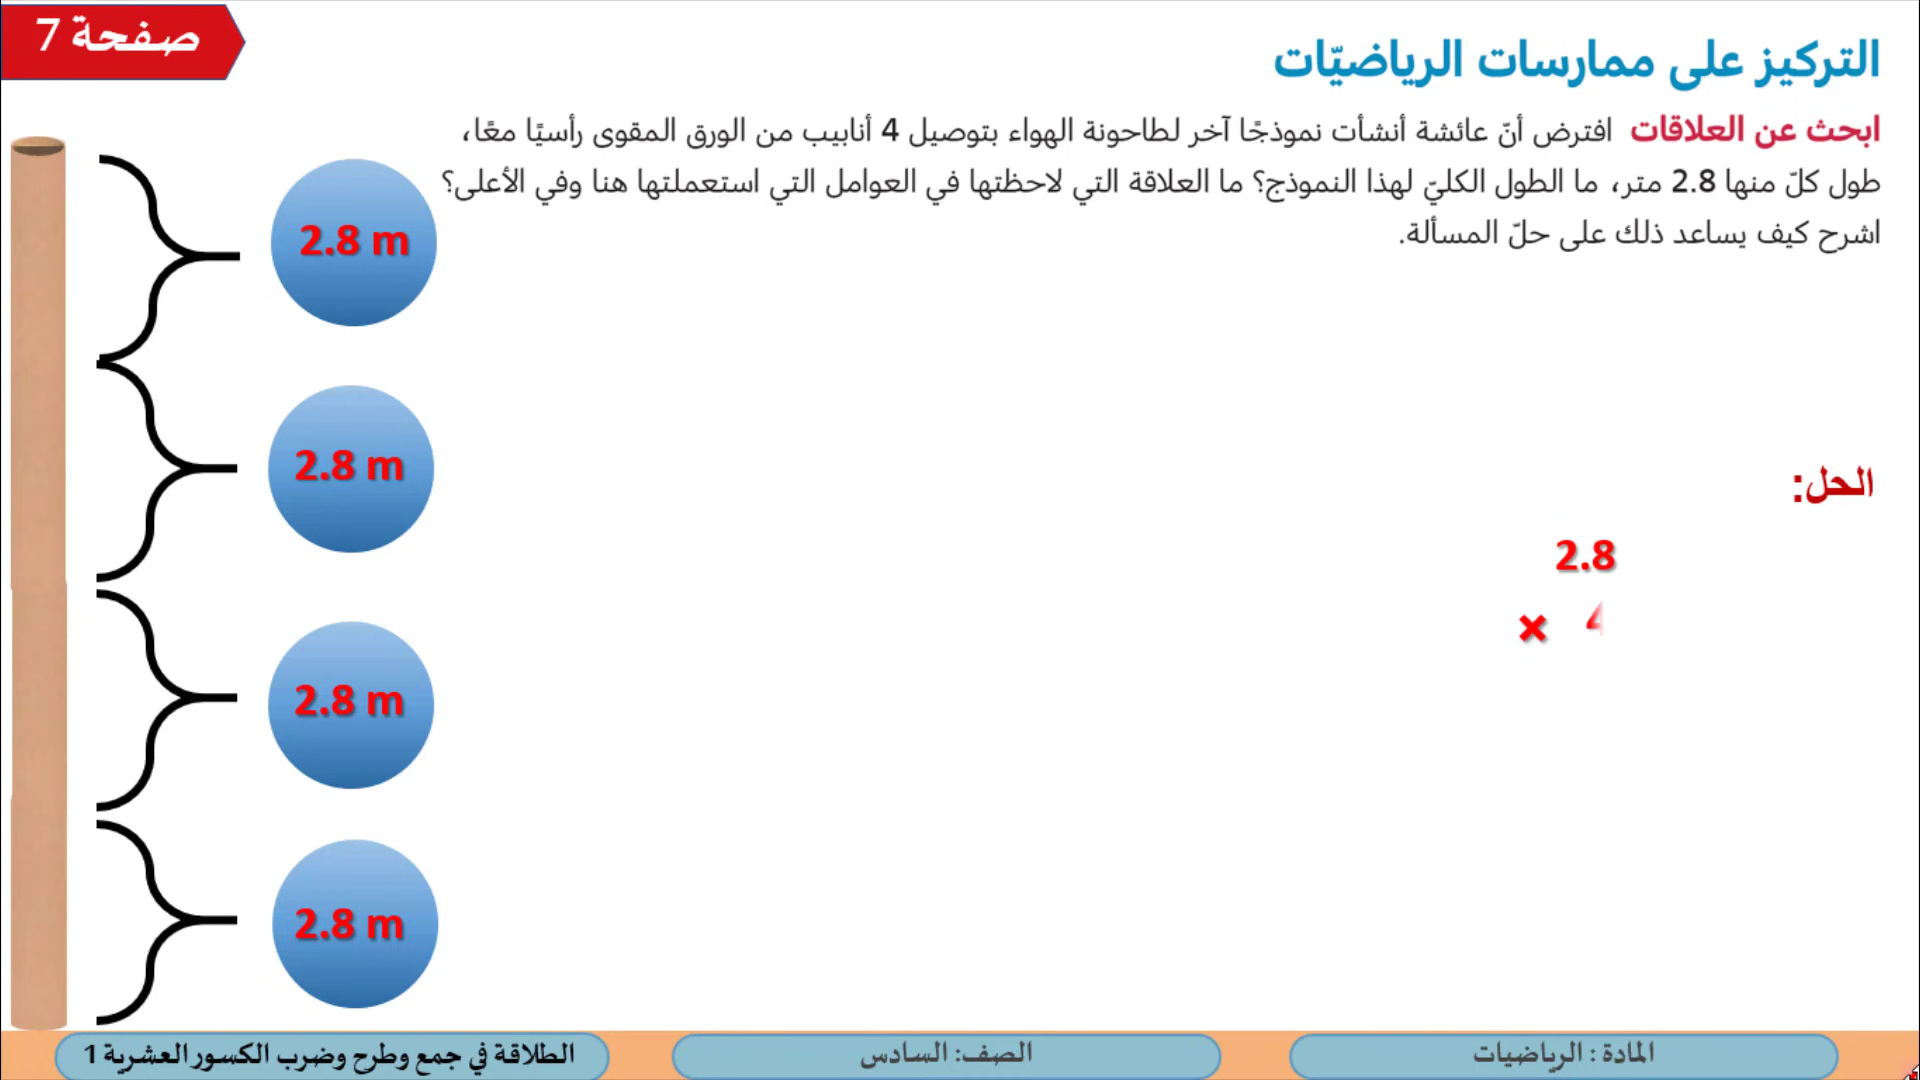 صفحة 7
التركيز على ممارسات الرياضيّات
ابحث عن العلاقات افترض أنّ عائشة أنشأت نموذجًا آخر لطاحونة الهواء بتوصيل 4 أنابيب من الورق المقوى رأسيًا معًا،
طول كلّ منها 2.8 متر، ما الطول الكليّ لهذا النموذج؟ ما العلاقة التي لاحظتها في العوامل التي استعملتها هنا وفي الأعلى؟
اشرح كيف يساعد ذلك على حلّ المسألة.
2.8 m
2.8 m
2.8 m
2.8 m
الحل:
2.8
× 4
المادة : الرياضيات
الصف: السادس
الطلاقة في جمع وطرح وضرب الكسور العشرية 1